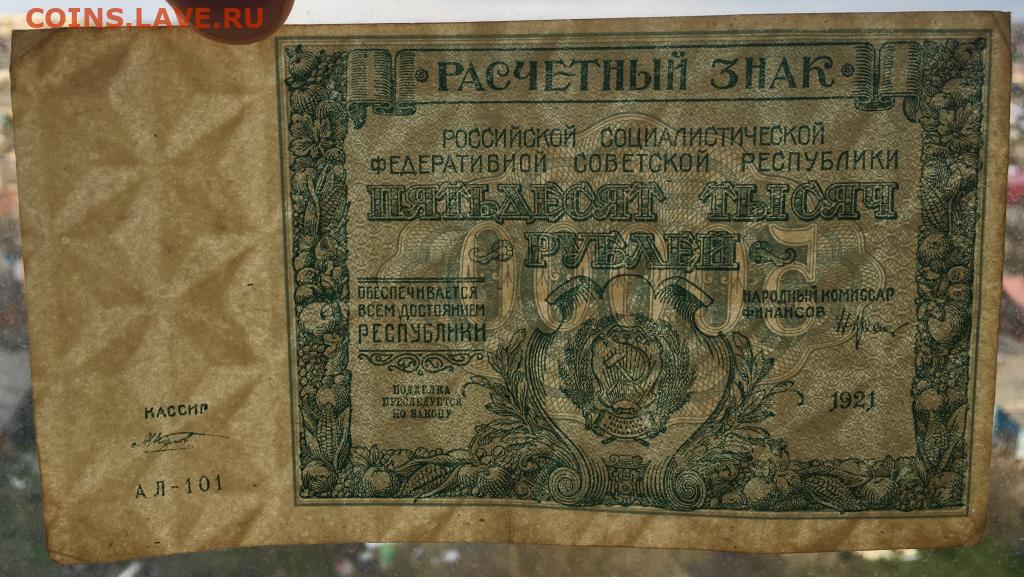 COINS.LAVE.RU
РАСЧЕТНЫЙ ЗНАК
РОССИЙСКОЙ СОЦИАЛИСТИЧЕСКОЙ
ФЕДЕРАТИВНОЙ СОВЕТСКОЙ РЕСПУБЛИКИ
ПЯТЬДЕСЯТ ТЫСЯЧ
РУБЛЕЙ
50000
ОБЕСПЕЧИВАЕТСЯ
ВСЕМ ДОСТОЯНИЕМ
РЕСПУБЛИКИ
НАРОДНЫЙ КОМИССАР
ФИНАНСОВ
ПОДДЕЛКА
ПРЕСЛЕДУЕТСЯ
ПО ЗАКОНУ
1921
КАССИР
АЛ-101